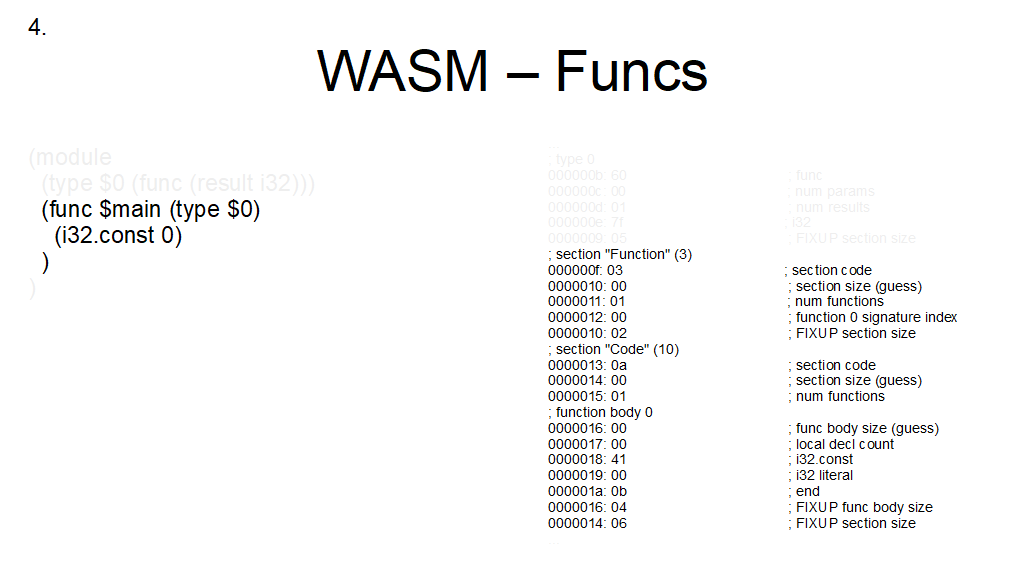 4.
WASM – Funcs
(module
(type $0 (func (result i32)))
(func $main (type $0)
(i32.const 0)
)
)
...
; type 0
000000b: 60 ; func
000000c: 00 ; num params
000000d: 01 ; num results
000000e: 7f ; i32
0000009: 05 ; FIXUP section size
; section "Function" (3)
000000f: 03 ; section code
0000010: 00 ; section size (guess)
0000011: 01 ; num functions
0000012: 00 ; function 0 signature index
0000010: 02 ; FIXUP section size
; section "Code" (10)
0000013: 0a ; section code
0000014: 00 ; section size (guess)
0000015: 01 ; num functions
; function body 0
0000016: 00 ; func body size (guess)
0000017: 00 ; local decl count
0000018: 41 ; i32.const
0000019: 00 ; i32 literal
000001a: 0b ; end
0000016: 04 ; FIXUP func body size
0000014: 06 ; FIXUP section size
...